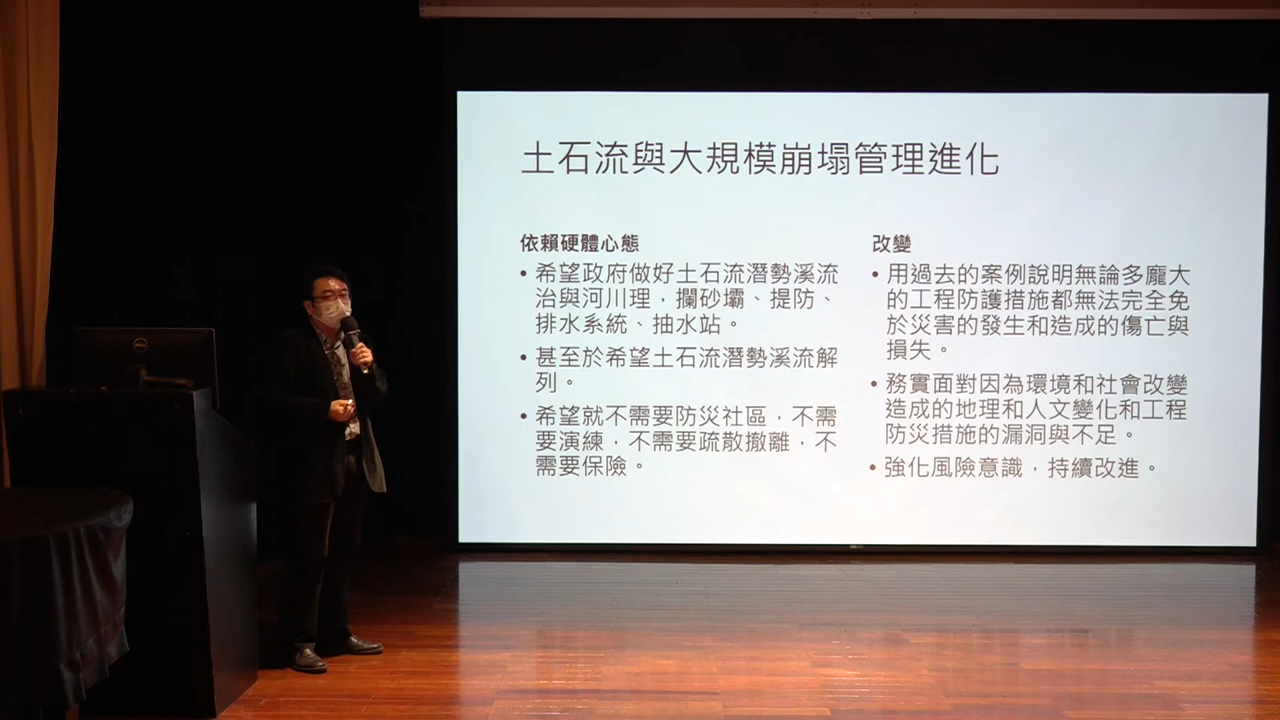 土石流與大規模崩塌管理進化
依賴硬體心態
• 希望政府做好土石流潛勢溪流
治與河川理，攔砂壩、提防、
排水系統、抽水站。
• 甚至於希望土石流潛勢溪流解
列。
• 希望就不需要防災社區，不需
要演練，不需要疏散撤離，不
需要保險。
改變
• 用過去的案例說明無論多龐大
的工程防護措施都無法完全免
於災害的發生和造成的傷亡與
損失。
• 務實面對因為環境和社會改變
造成的地理和人文變化和工程
防災措施的漏洞與不足。
• 強化風險意識，持續改進。
DELL